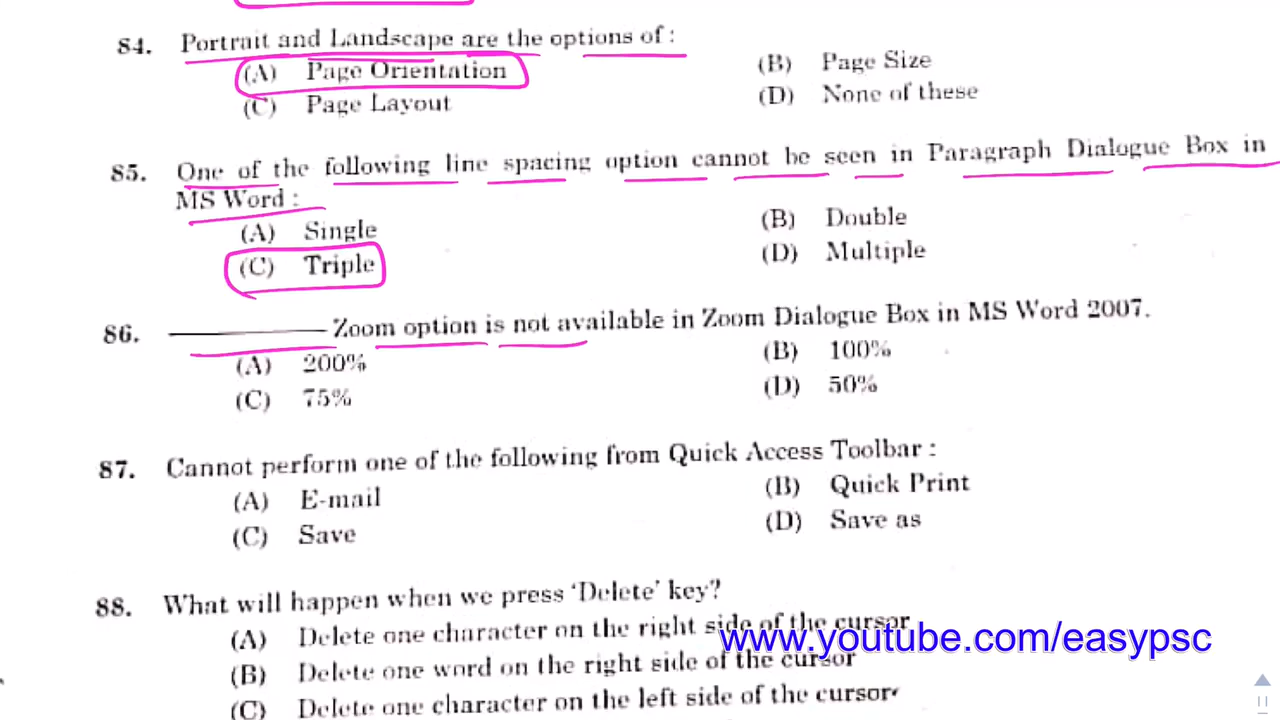 84. Portrait and Landscape are the options of :
(A) Page Orientation (B) Page Size
(C) Page Layout (D) None of these
85. One of the following line spacing option cannot be seen in Paragraph Dialogue Box in
MS Word :
(A) Single (B) Double
(C) Triple (D) Multiple
86. ________ Zoom option is not available in Zoom Dialogue Box in MS Word 2007.
(A) 200% (B) 100%
(C) 75% (D) 50%
87. Cannot perform one of the following from Quick Access Toolbar :
(A) E-mail (B) Quick Print
(C) Save (D) Save as
88. What will happen when we press 'Delete' key?
(A) Delete one character on the right side of the cursor
www.youtube.com/easypsc
(B) Delete one word on the right side of the cursor
(C) Delete one character on the left side of the cursor